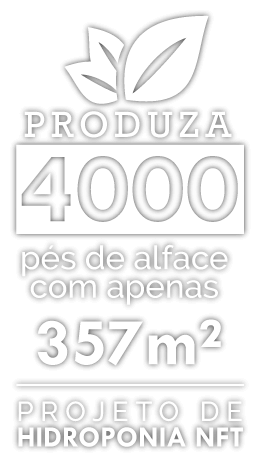 PRODUZA
4000
pés de alface
com apenas
357m²
PROJETO DE
HIDROPONIA NFT